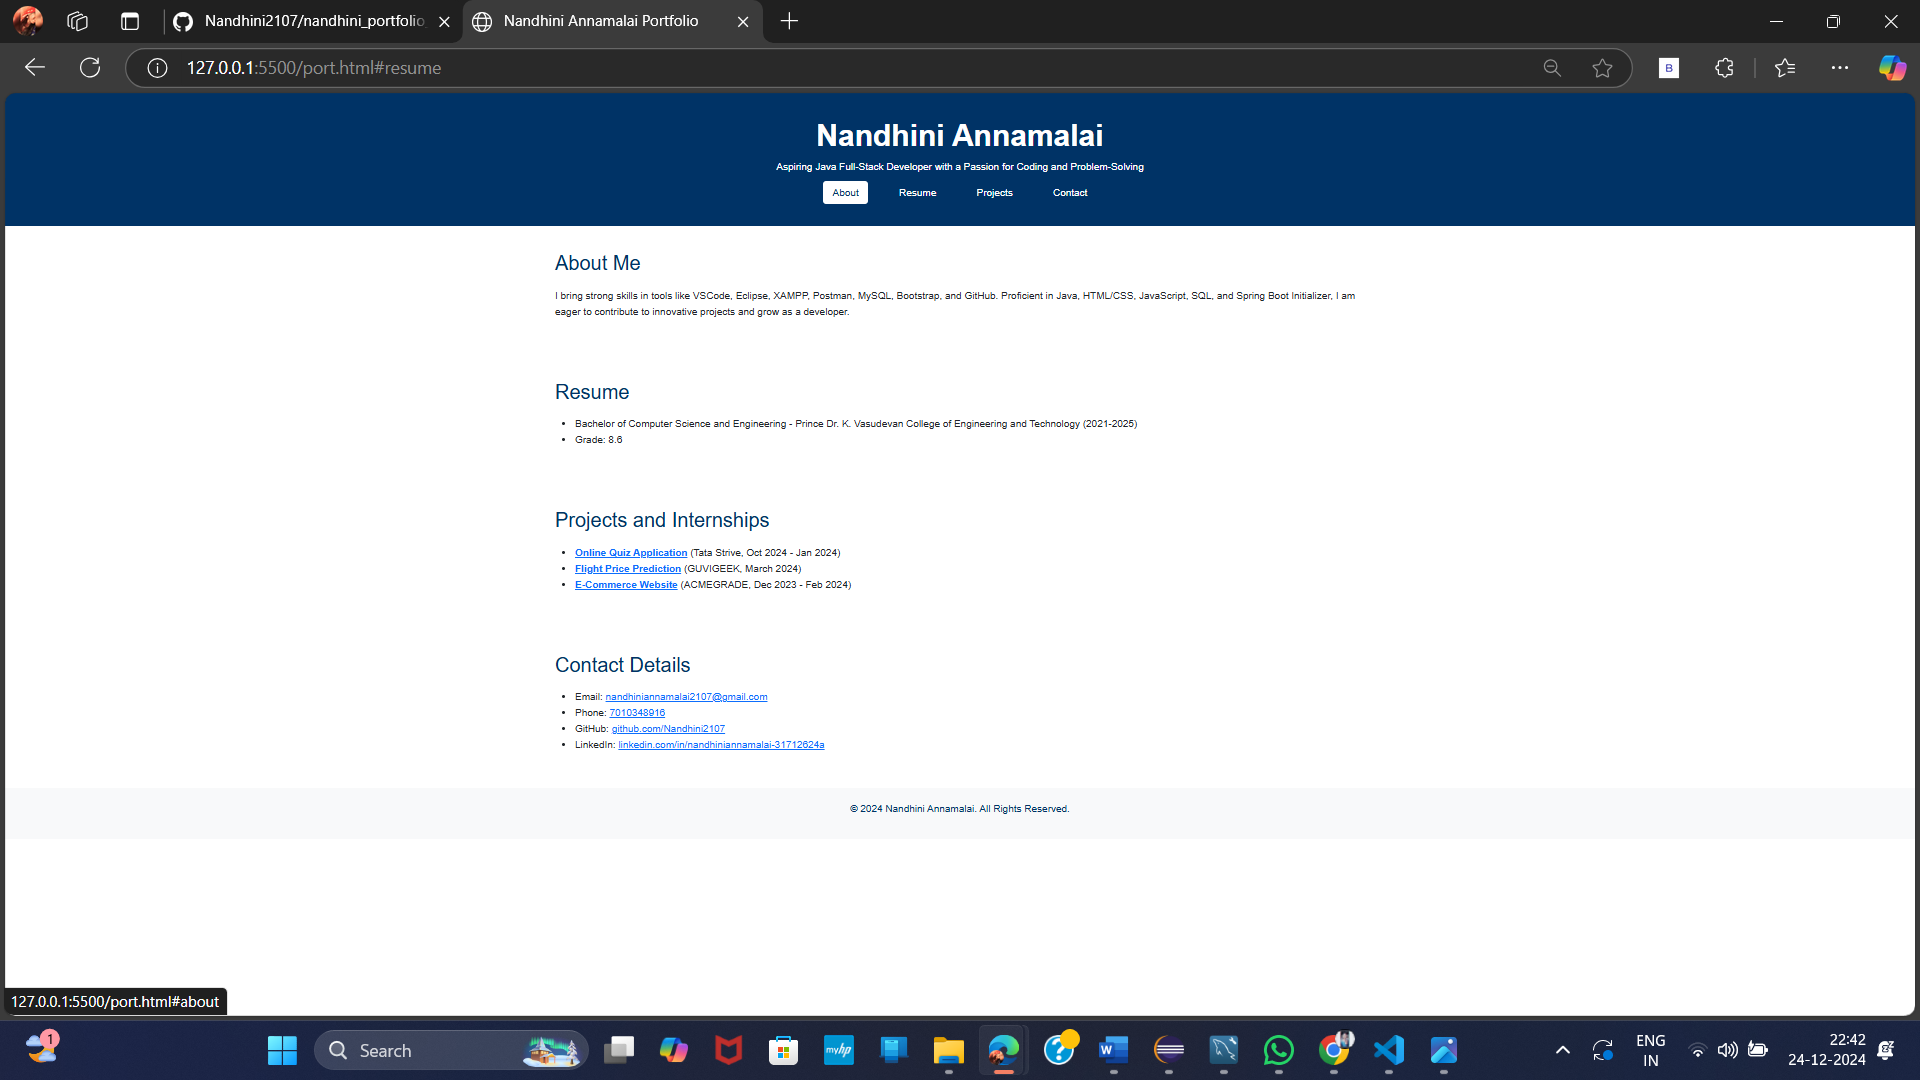 Nandhini2107/nandhini_portfolio
Nandhini Annamalai Portfolio
127.0.0.1:5500/port.html#resume
B
Nandhini Annamalai
Aspiring Java Full-Stack Developer with a Passion for Coding and Problem-Solving
About Resume Projects Contact
About Me
I bring strong skills in tools like VSCode, Eclipse, XAMPP, Postman, MySQL, Bootstrap, and GitHub. Proficient in Java, HTML/CSS, JavaScript, SQL, and Spring Boot Initializer, I am
eager to contribute to innovative projects and grow as a developer.
Resume
• Bachelor of Computer Science and Engineering - Prince Dr. K. Vasudevan College of Engineering and Technology (2021-2025)
• Grade: 8.6
Projects and Internships
• Online Quiz Application (Tata Strive, Oct 2024 - Jan 2024)
• Flight Price Prediction (GUVIGEEK, March 2024)
• E-Commerce Website (ACMEGRADE, Dec 2023 - Feb 2024)
Contact Details
• Email: nandhiniannamalai2107@gmail.com
• Phone: 7010348916
• GitHub: github.com/Nandhini2107
• LinkedIn: linkedin.com/in/nandhiniannamalai-31712624a
© 2024 Nandhini Annamalai. All Rights Reserved.
127.0.0.1:5500/port.html#about
1
Search
myhp
W
ENG
IN
22:42
24-12-2024